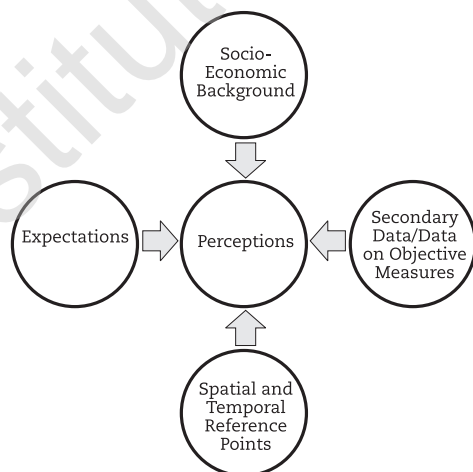 Socio-
Economic
Background
Expectations
Perceptions
Secondary
Data/Data
on Objective
Measures
Spatial and
Temporal
Reference
Points